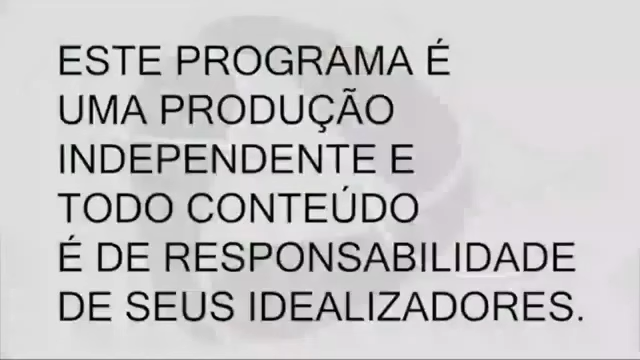 ESTE PROGRAMA É
UMA PRODUÇÃO
INDEPENDENTE E
TODO CONTEÚDO
É DE RESPONSABILIDADE
DE SEUS IDEALIZADORES.